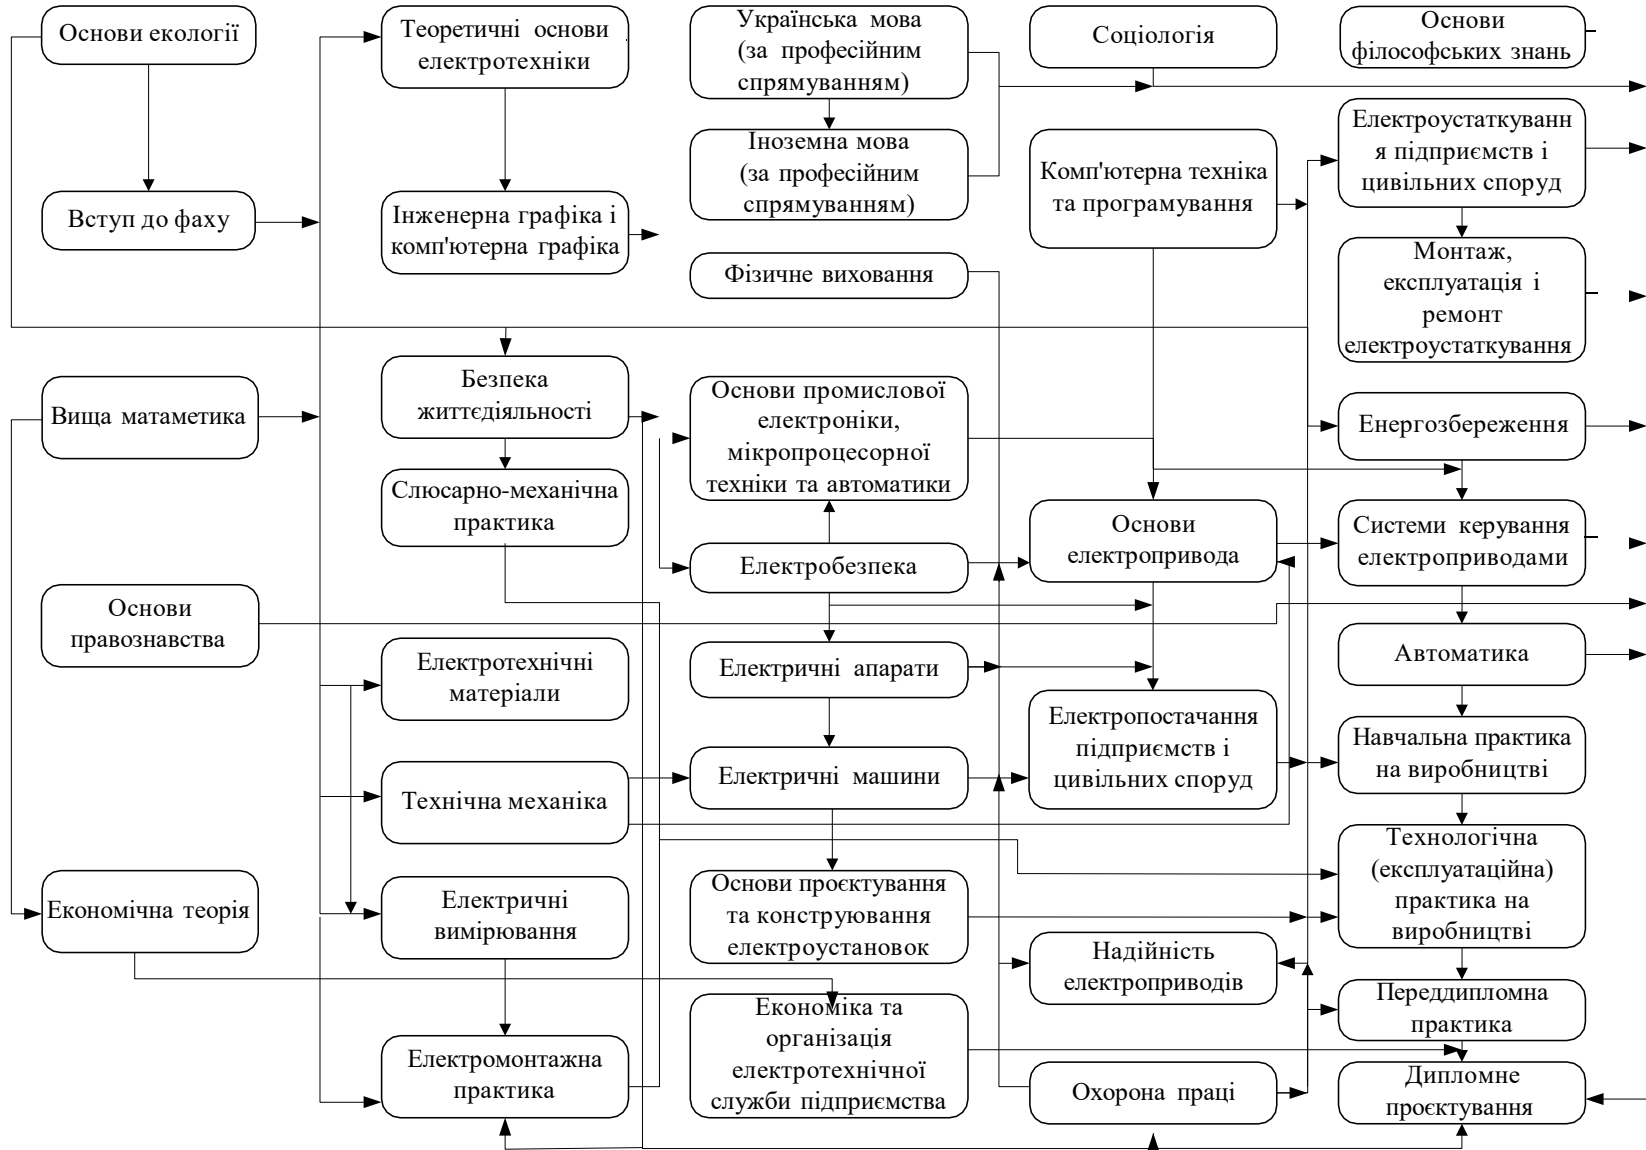 Основи екології
Вступ до фаху
Вища матаметика
Основи
правознавства
Економічна теорія
Теоретичні основи
електротехніки
Інженерна графіка і
комп'ютерна графіка
Безпека
життєдіяльності
Слюсарно-механічна
практика
Електротехнічні
матеріали
Технічна механіка
Електричні
вимірювання
Електромонтажна
практика
Українська мова
(за професійним
спрямуванням)
Іноземна мова
(за професійним
спрямуванням)
Фізичне виховання
Основи промислової
електроніки,
мікропроцесорної
техніки та автоматики
Електробезпека
Електричні апарати
Електричні машини
Основи проєктування
та конструювання
електроустановок
Економіка та
організація
електротехнічної
служби підприємства
Соціологія
Комп'ютерна техніка
та програмування
Основи
електропривода
Електропостачання
підприємств і
цивільних споруд
Надійність
електроприводів
Охорона праці
Основи
філософських знань
Електроустаткуванн
я підприємств і
цивільних споруд
Монтаж,
експлуатація і
ремонт
електроустаткування
Енергозбереження
Системи керування
електроприводами
Автоматика
Навчальна практика
на виробництві
Технологічна
(експлуатаційна)
практика на
виробництві
Переддипломна
практика
Дипломне
проєктування